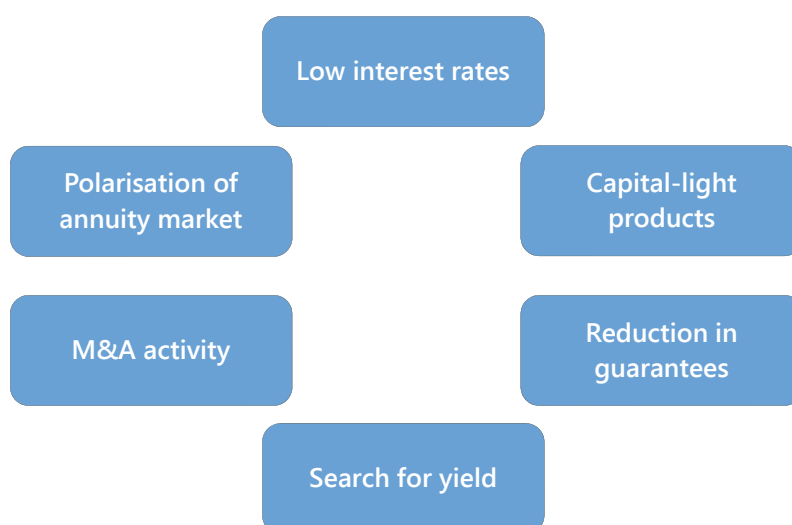 Low interest rates
Polarisation of
annuity market
Capital-light
products
M&A activity
Reduction in
guarantees
Search for yield